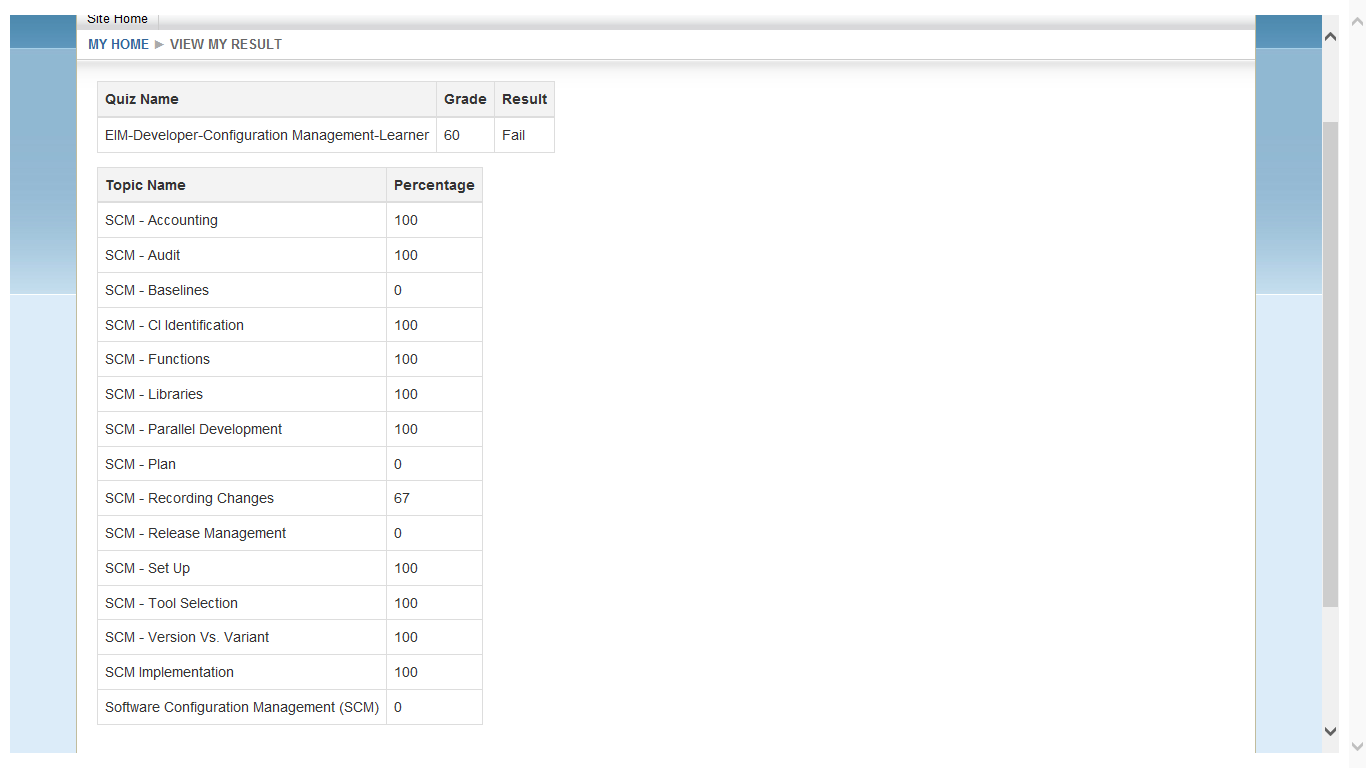 Site Home
MY HOME ► VIEW MY RESULT
Quiz Name Grade Result
EIM-Developer-Configuration Management-Learner 60 Fail
Topic Name Percentage
SCM - Accounting 100
SCM - Audit 100
SCM - Baselines 0
SCM - CI Identification 100
SCM - Functions 100
SCM - Libraries 100
SCM - Parallel Development 100
SCM - Plan 0
SCM - Recording Changes 67
SCM - Release Management 0
SCM - Set Up 100
SCM - Tool Selection 100
SCM - Version Vs. Variant 100
SCM Implementation 100
Software Configuration Management (SCM) 0